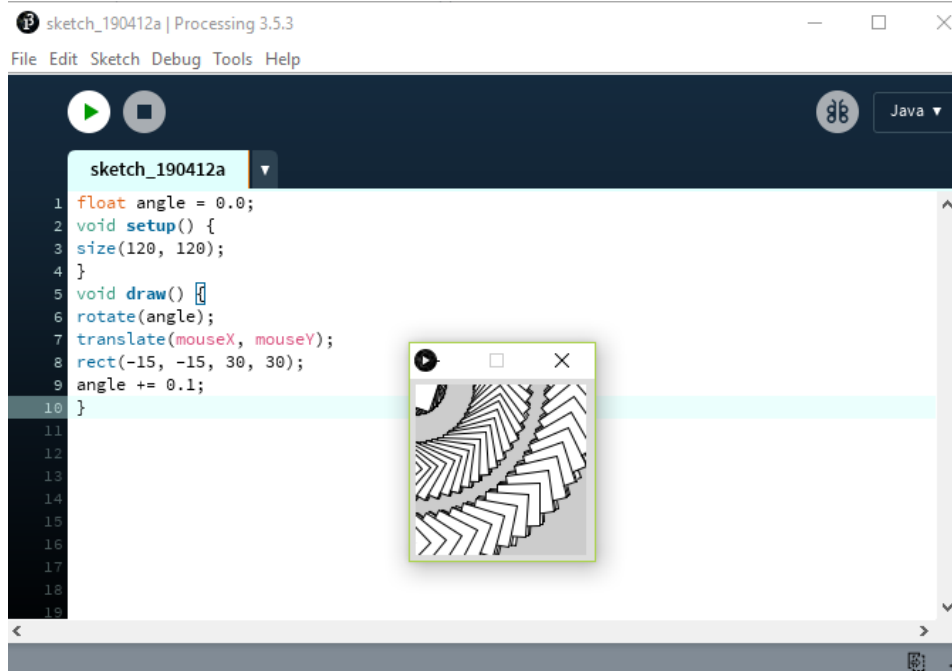 sketch_190412a | Processing 3.5.3
File Edit Sketch Debug Tools Help
Java ▼
sketch_190412a ▼
1 float angle = 0.0;
2 void setup() {
3 size(120, 120);
4 }
5 void draw() {
6 rotate(angle);
7 translate(mouseX, mouseY);
8 rect(-15, -15, 30, 30);
9 angle += 0.1;
10 }
11
12
13
14
15
16
17
18
19